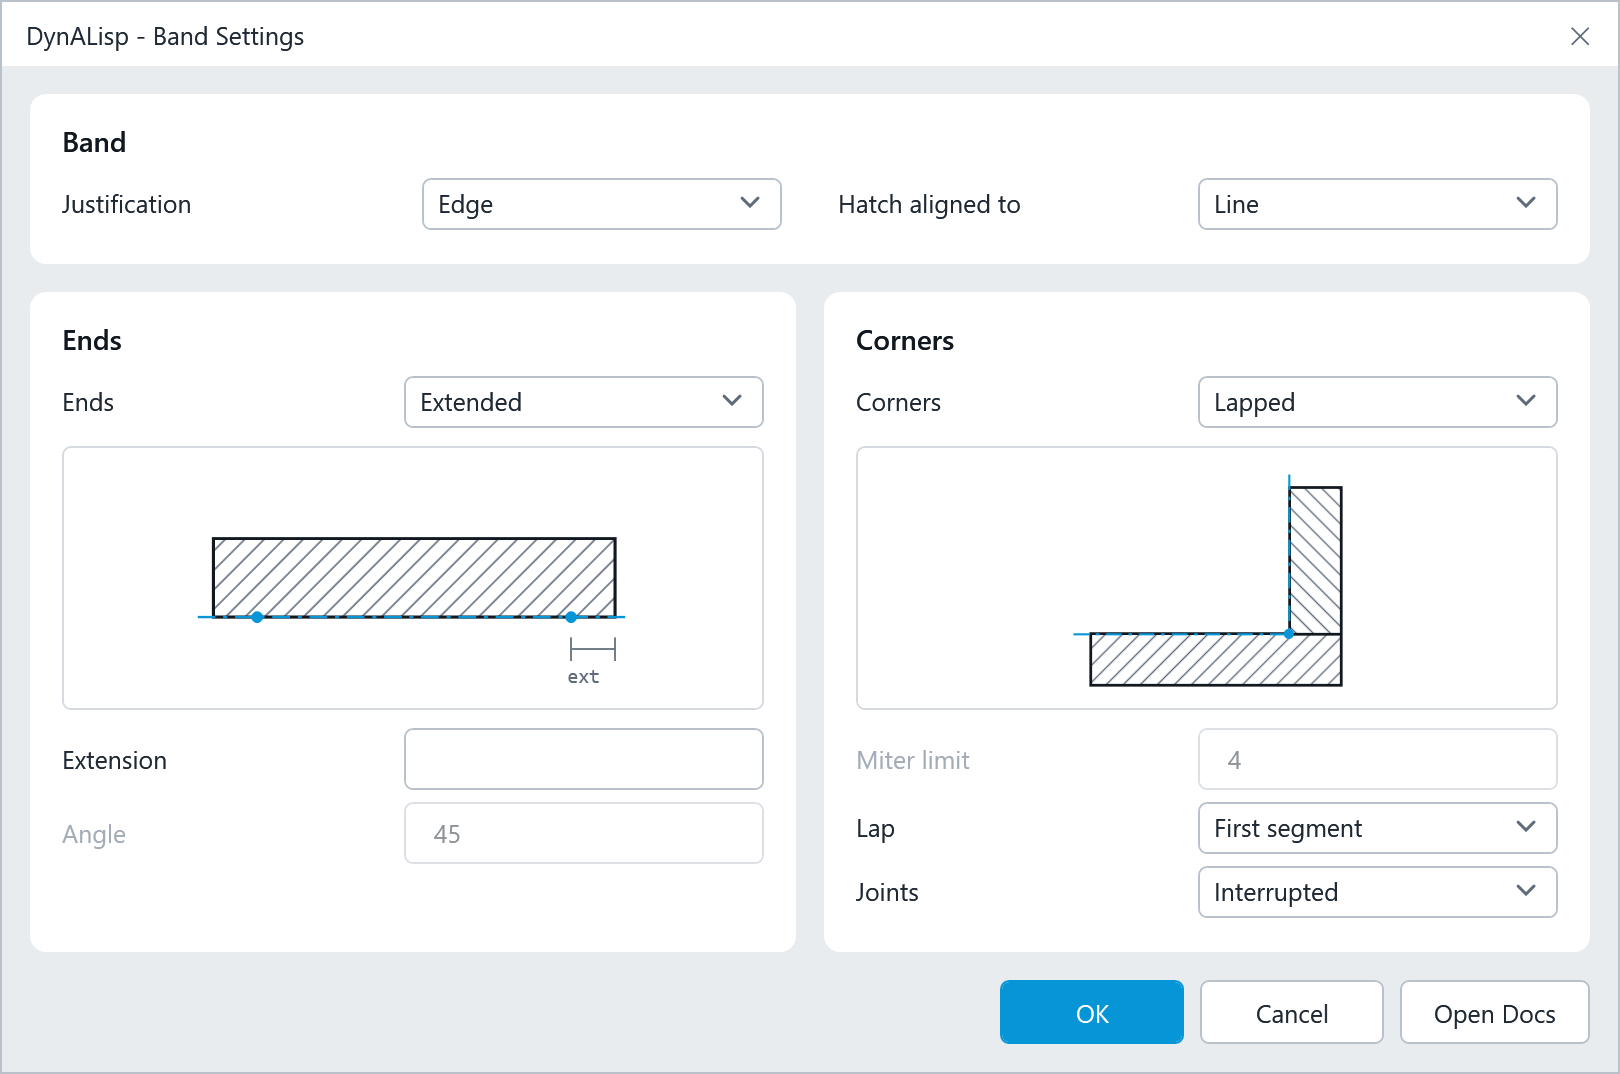 DynALisp - Band Settings
Band
Justification
Edge
Hatch aligned to
Line
Ends
Ends
Extended
ext
Extension
Angle
45
Corners
Corners
Lapped
Miter limit
4
Lap
First segment
Joints
Interrupted
OK
Cancel
Open Docs